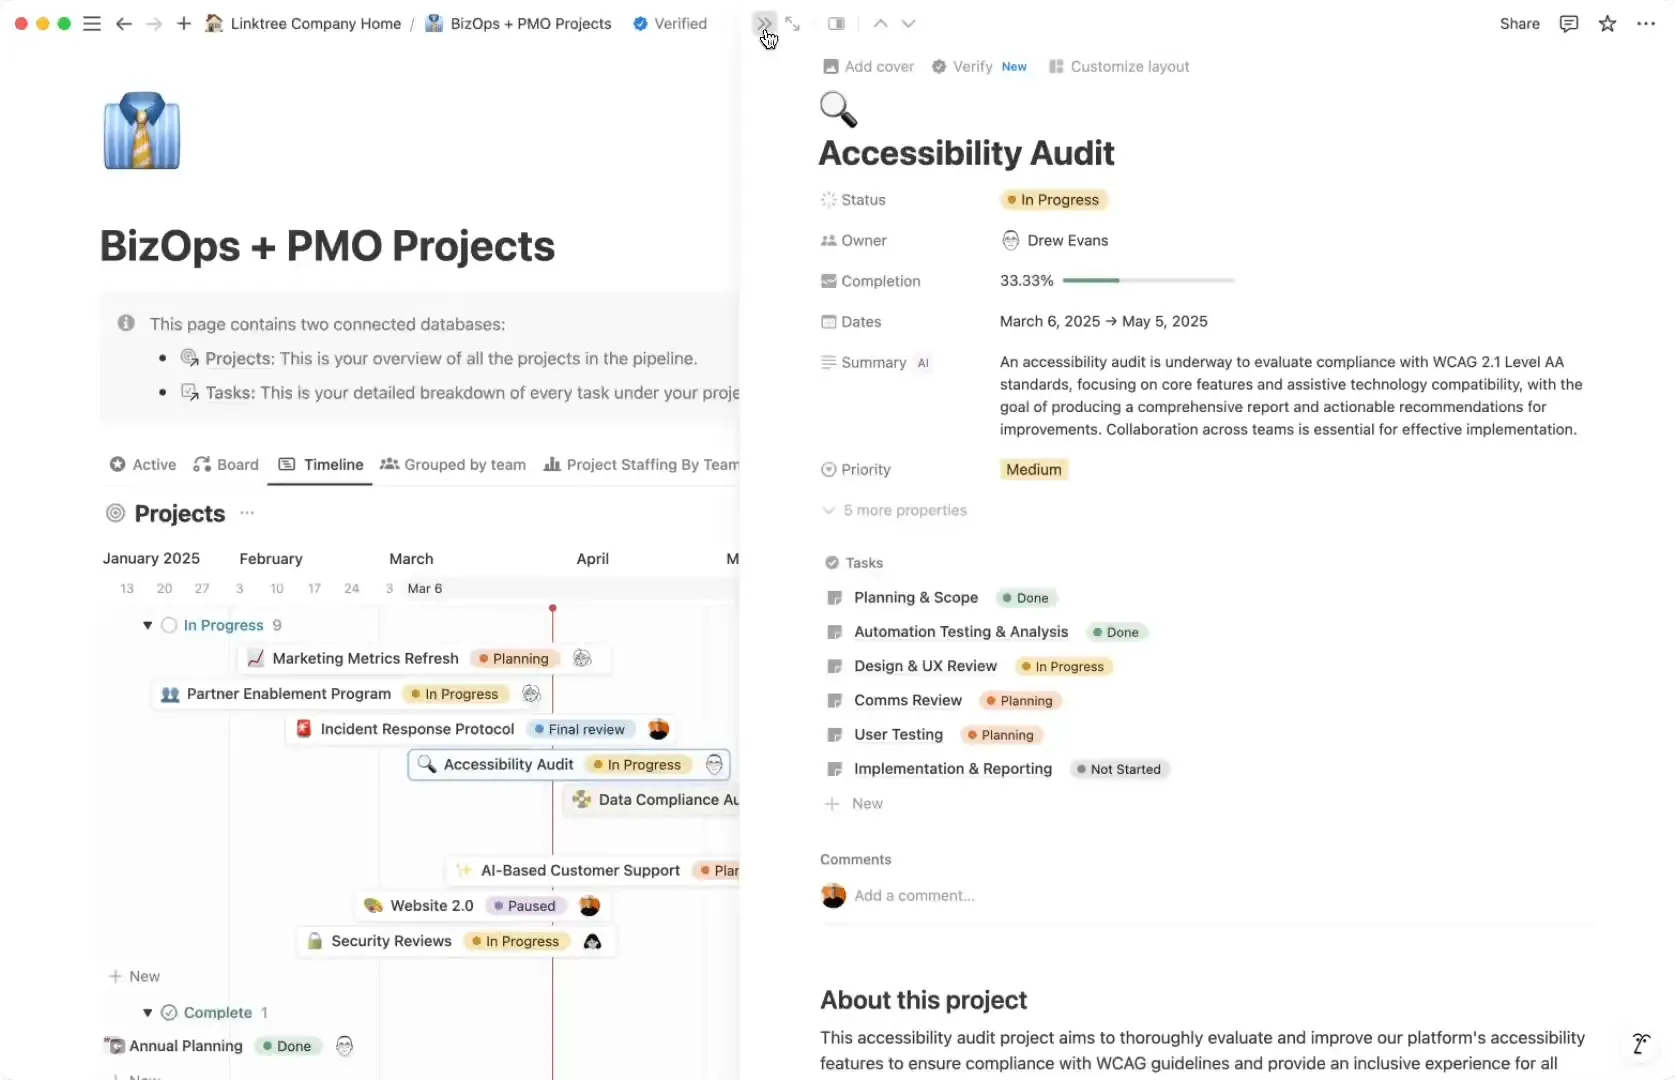 Linktree Company Home / BizOps + PMO Projects Verified
BizOps + PMO Projects
This page contains two connected databases:
• Projects: This is your overview of all the projects in the pipeline.
• Tasks: This is your detailed breakdown of every task under your proje
Active Board Timeline Grouped by team Project Staffing By Team
Projects
January 2025 February March April M
13 20 27 3 10 17 24 3 Mar 6
In Progress 9
Marketing Metrics Refresh Planning
Partner Enablement Program In Progress
Incident Response Protocol Final review
Accessibility Audit In Progress
Data Compliance Au
AI-Based Customer Support Plan
Website 2.0 Paused
Security Reviews In Progress
+ New
Complete 1
Annual Planning Done
Share
Add cover Verify New Customize layout
Accessibility Audit
Status In Progress
Owner Drew Evans
Completion 33.33%
Dates March 6, 2025 → May 5, 2025
Summary AI An accessibility audit is underway to evaluate compliance with WCAG 2.1 Level AA
standards, focusing on core features and assistive technology compatibility, with the
goal of producing a comprehensive report and actionable recommendations for
improvements. Collaboration across teams is essential for effective implementation.
Priority Medium
5 more properties
Tasks
Planning & Scope Done
Automation Testing & Analysis Done
Design & UX Review In Progress
Comms Review Planning
User Testing Planning
Implementation & Reporting Not Started
+ New
Comments
Add a comment...
About this project
This accessibility audit project aims to thoroughly evaluate and improve our platform's accessibility
features to ensure compliance with WCAG guidelines and provide an inclusive experience for all